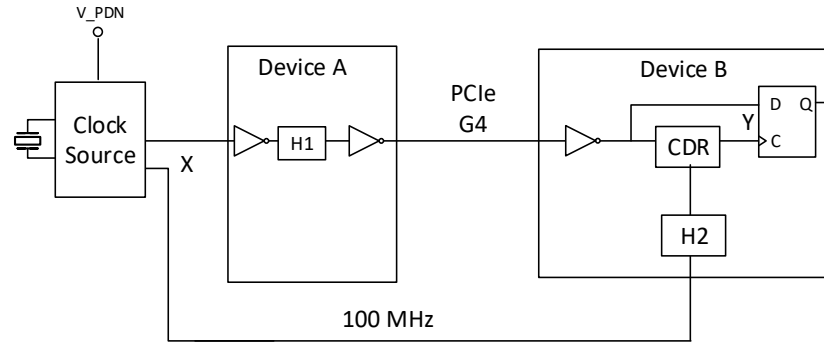 V_PDN
Clock
Source
X
Device A
H1
PCIe
G4
Device B
D
Q
Y
C
CDR
H2
100 MHz